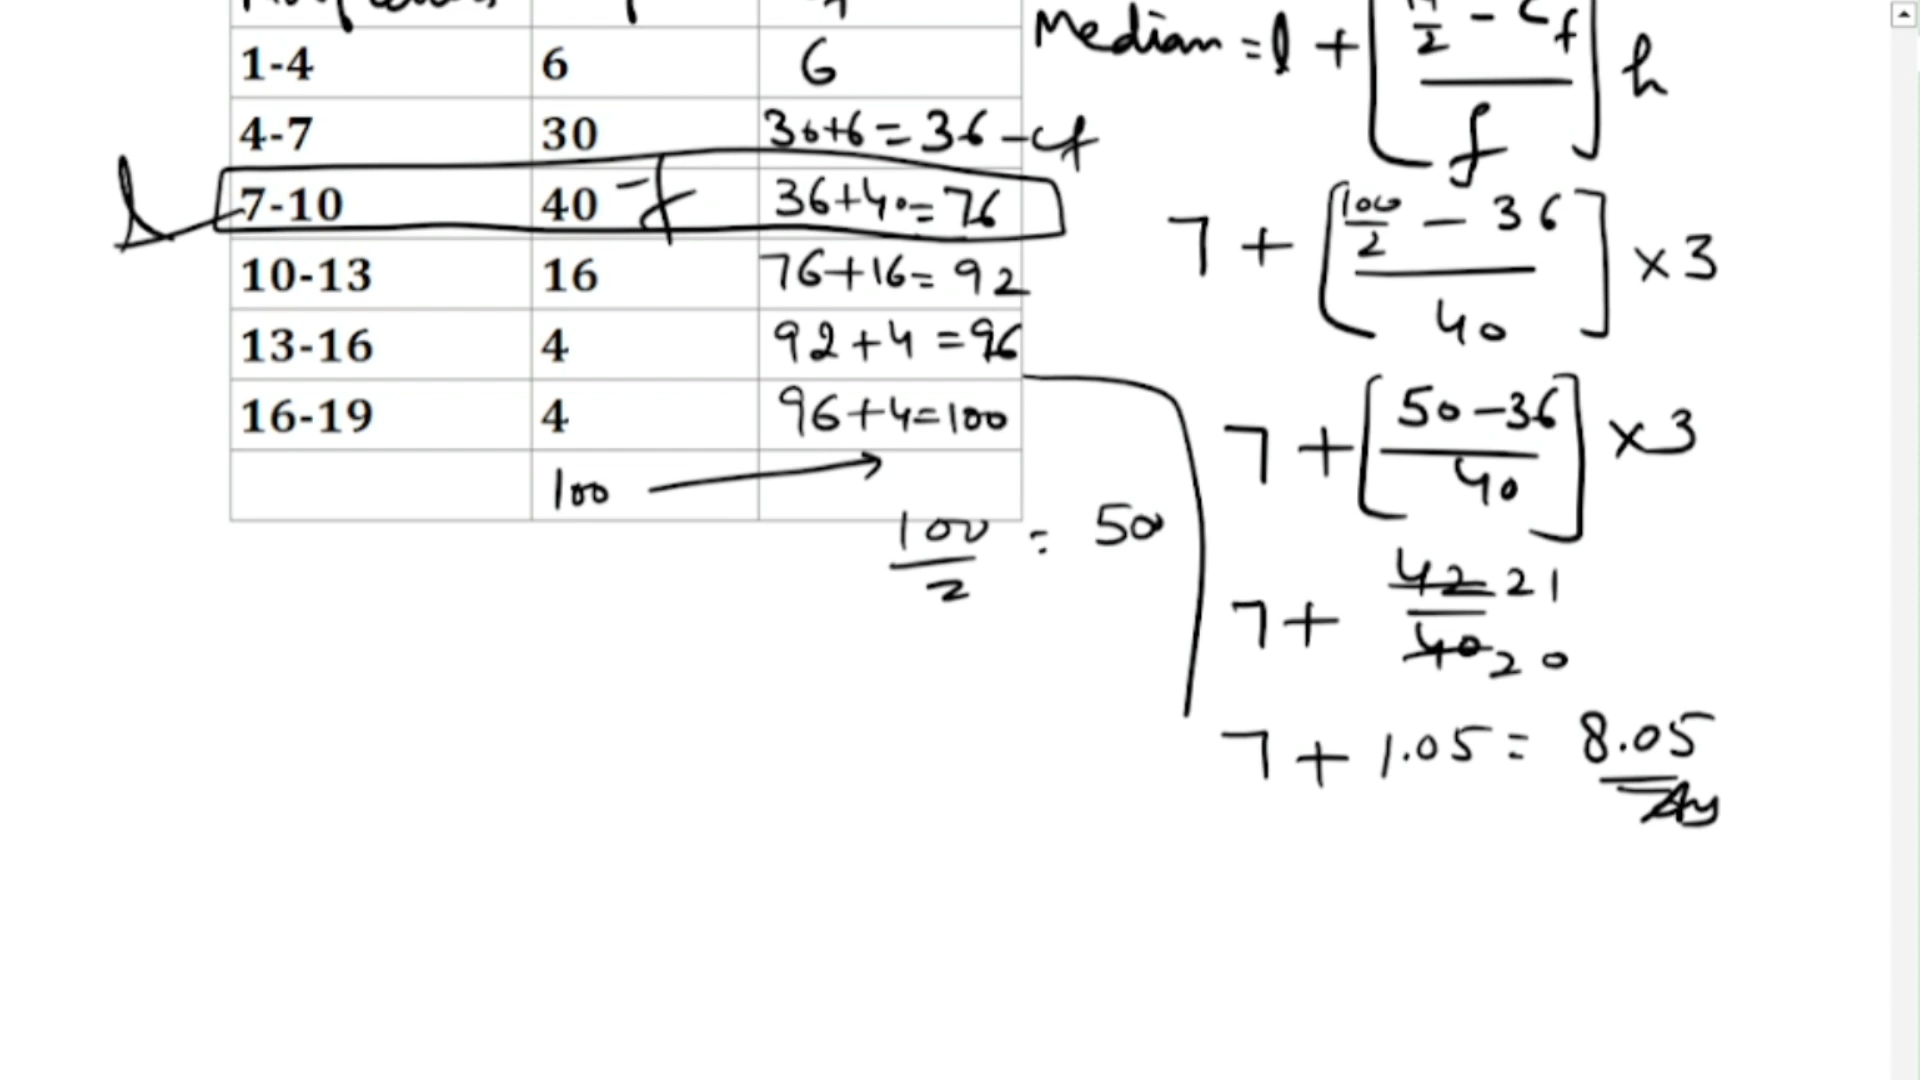 1-4 6 6
4-7 30 30+6=36-cf
l 7-10 40 -f 36+40=76
10-13 16 76+16=92
13-16 4 92+4=96
16-19 4 96+4=100
100
100/2 = 50
Median = l + [n/2 - cf / f] h
7 + [100/2 - 36 / 40] ×3
7 + [50-36 / 40] ×3
7 + 42/40 21 20
7 + 1.05 = 8.05